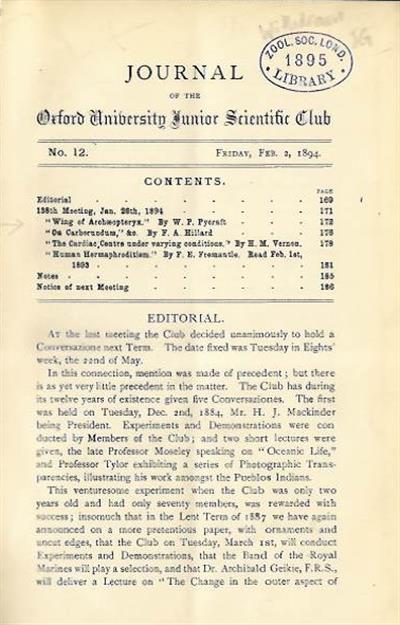 ZOOL. SOC. LOND.
1895
• LIBRARY •
JOURNAL
OF THE
Oxford University Junior Scientific Club
No. 12. FRIDAY, FEB. 2, 1894.
CONTENTS.
PAGE
Editorial 169
138th Meeting, Jan. 26th, 1894 171
"Wing of Archæopteryx." By W. P. Pycraft 172
"On Carborundum," &c. By F. A. Hillard 175
"The Cardiac Centre under varying conditions." By H. M. Vernon. 178
"Human Hermaphroditism." By F. E. Fremantle. Read Feb. 1st,
1893 181
Notes 185
Notice of next Meeting 186
EDITORIAL.
AT the last meeting the Club decided unanimously to hold a
Conversazione next Term. The date fixed was Tuesday in Eights'
week, the 22nd of May.
In this connection, mention was made of precedent; but there
is as yet very little precedent in the matter. The Club has during
its twelve years of existence given five Conversaziones. The first
was held on Tuesday, Dec. 2nd, 1884, Mr. H. J. Mackinder
being President. Experiments and Demonstrations were con
ducted by Members of the Club; and two short lectures were
given, the late Professor Moseley speaking on "Oceanic Life,"
and Professor Tylor exhibiting a series of Photographic Trans-
parencies, illustrating his work amongst the Pueblos Indians.
This venturesome experiment when the Club was only two
years old and had only seventy members, was rewarded with
success; insomuch that in the Lent Term of 1887 we have again
announced on a more pretentious paper, with ornaments and
uncut edges, that the Club on Tuesday, March 1st, will conduct
Experiments and Demonstrations, that the Band of the Royal
Marines will play a selection, and that Dr. Archibald Geikie, F.R.S.,
will deliver a Lecture on "The Change in the outer aspect of